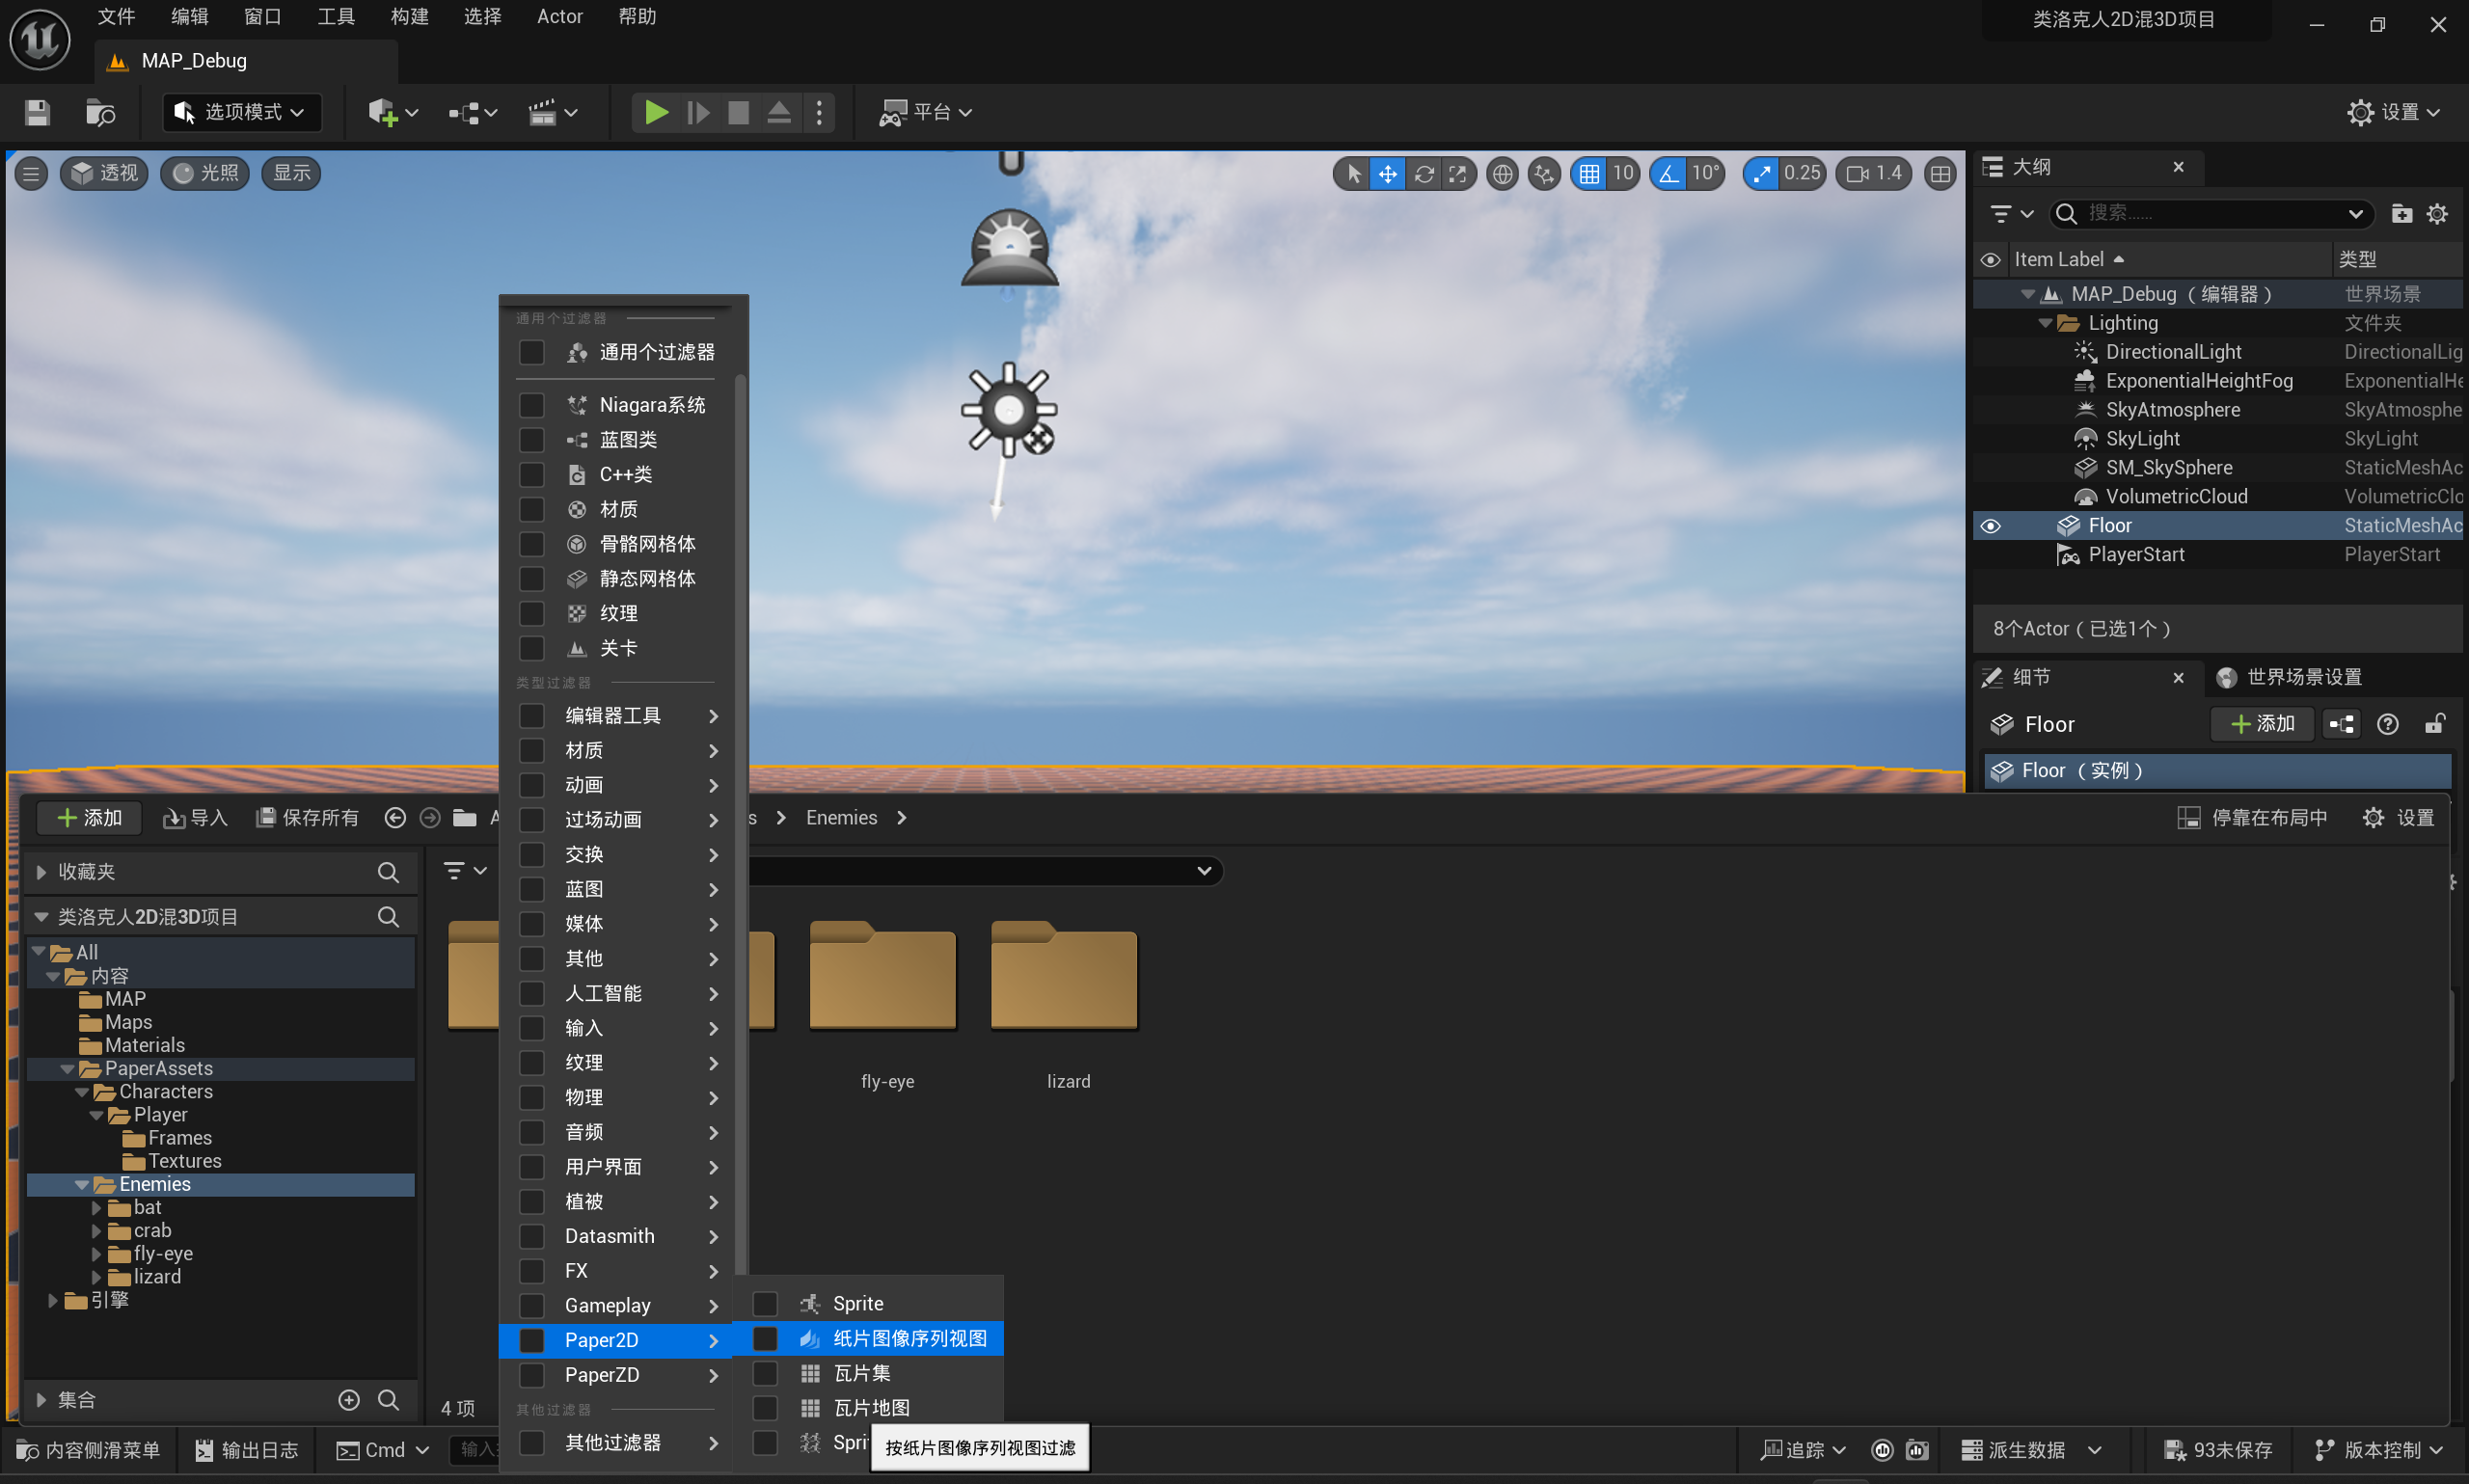 文件 编辑 窗口 工具 构建 选择 Actor 帮助
类洛克人2D混3D项目
MAP_Debug
选项模式 平台 设置
透视 光照 显示
10 10° 0.25 1.4
大纲
搜索......
Item Label 类型
MAP_Debug（编辑器） 世界场景
Lighting 文件夹
DirectionalLight DirectionalLig
ExponentialHeightFog ExponentialHe
SkyAtmosphere SkyAtmosphe
SkyLight SkyLight
SM_SkySphere StaticMeshAc
VolumetricCloud VolumetricClo
Floor StaticMeshAc
PlayerStart PlayerStart
8个Actor（已选1个）
细节 世界场景设置
Floor 添加
Floor （实例）
通用个过滤器
通用个过滤器
Niagara系统
蓝图类
C++类
材质
骨骼网格体
静态网格体
纹理
关卡
类型过滤器
编辑器工具
材质
动画
过场动画
交换
蓝图
媒体
其他
人工智能
输入
纹理
物理
音频
用户界面
植被
Datasmith
FX
Gameplay
Paper2D
PaperZD
其他过滤器
其他过滤器
Sprite
纸片图像序列视图
瓦片集
瓦片地图
Spri
按纸片图像序列视图过滤
添加 导入 保存所有 A s Enemies 停靠在布局中 设置
收藏夹
类洛克人2D混3D项目
All
内容
MAP
Maps
Materials
PaperAssets
Characters
Player
Frames
Textures
Enemies
bat
crab
fly-eye
lizard
引擎
集合
fly-eye lizard
4 项
内容侧滑菜单 输出日志 Cmd 输入 追踪 派生数据 93未保存 版本控制